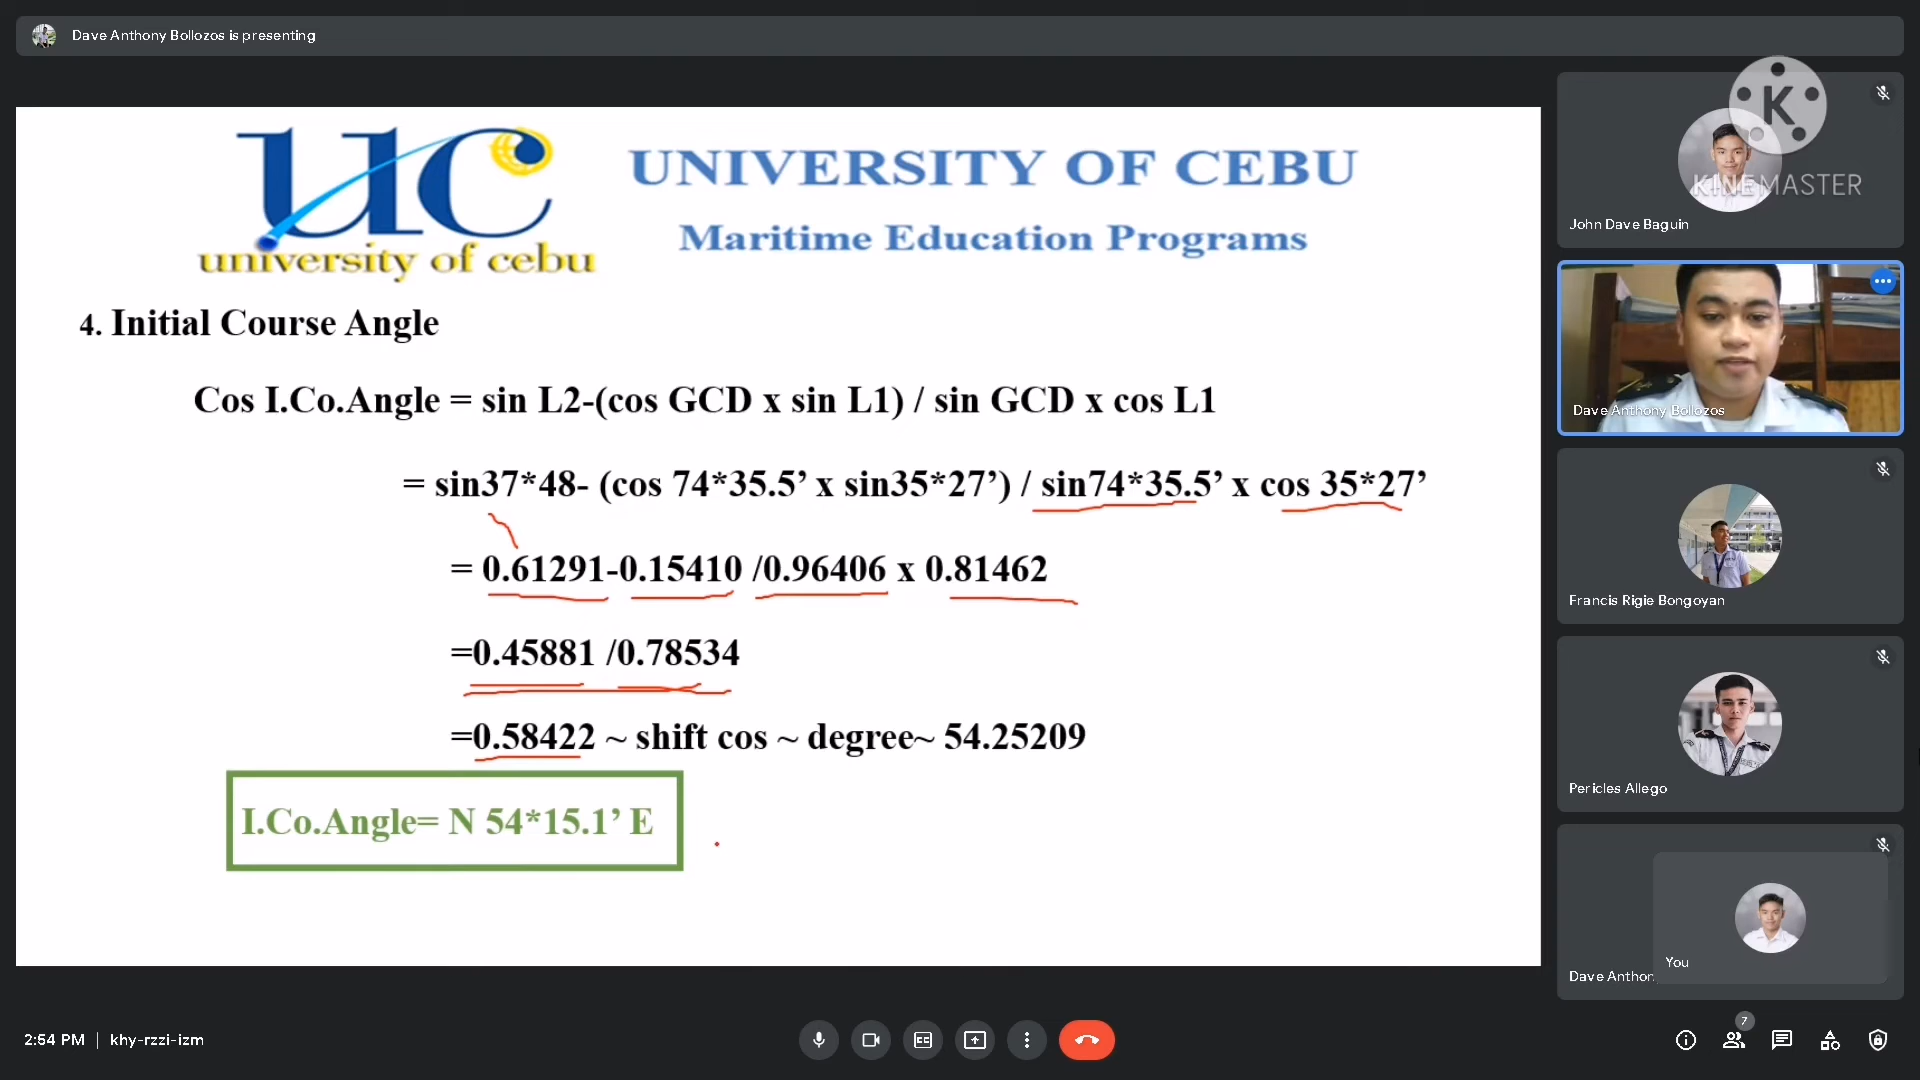 Dave Anthony Bollozos is presenting
uc
university of cebu
UNIVERSITY OF CEBU
Maritime Education Programs
4. Initial Course Angle
Cos I.Co.Angle = sin L2-(cos GCD x sin L1) / sin GCD x cos L1
= sin37*48- (cos 74*35.5’ x sin35*27’) / sin74*35.5’ x cos 35*27’
= 0.61291-0.15410 /0.96406 x 0.81462
=0.45881 /0.78534
=0.58422 ~ shift cos ~ degree~ 54.25209
I.Co.Angle= N 54*15.1’ E
K
KINEMASTER
John Dave Baguin
Dave Anthony Bollozos
Francis Rigie Bongoyan
Pericles Allego
You
Dave Anthon
2:54 PM | khy-rzzi-izm
7